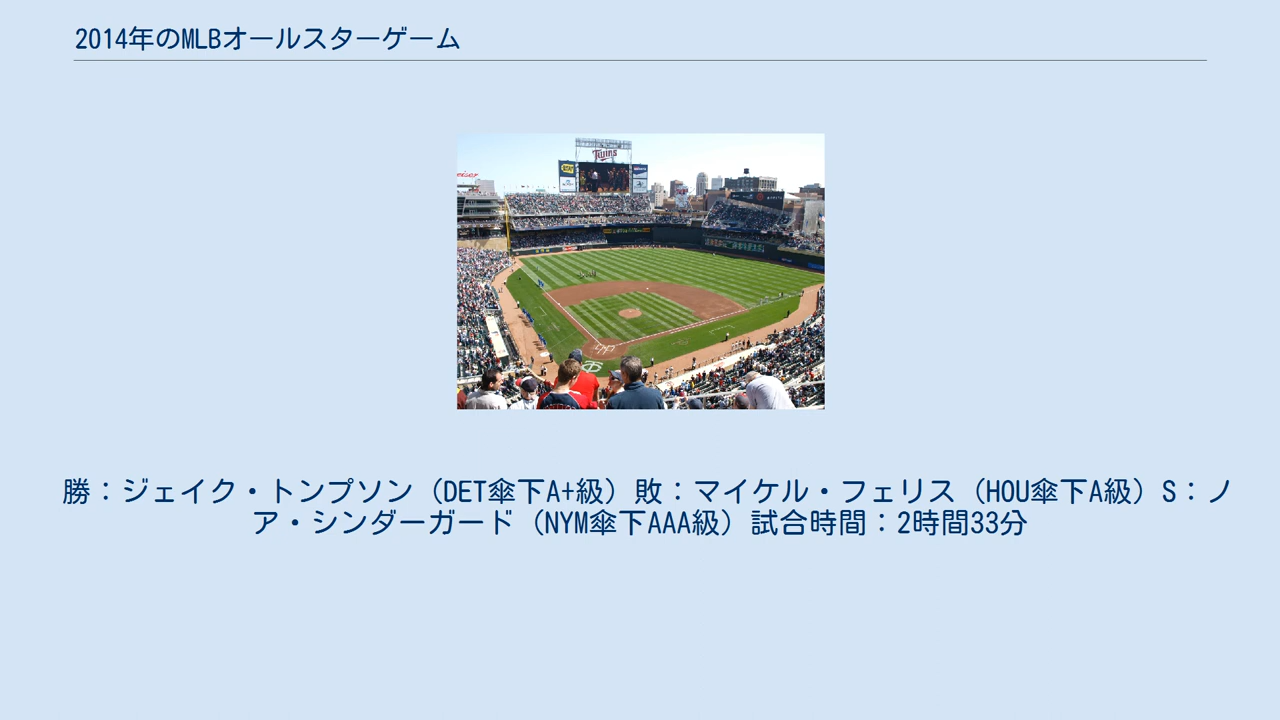 2014年のMLBオールスターゲーム
Twins
勝：ジェイク・トンプソン（DET傘下A+級）敗：マイケル・フェリス（HOU傘下A級）S：ノ
ア・シンダーガード（NYM傘下AAA級）試合時間：2時間33分